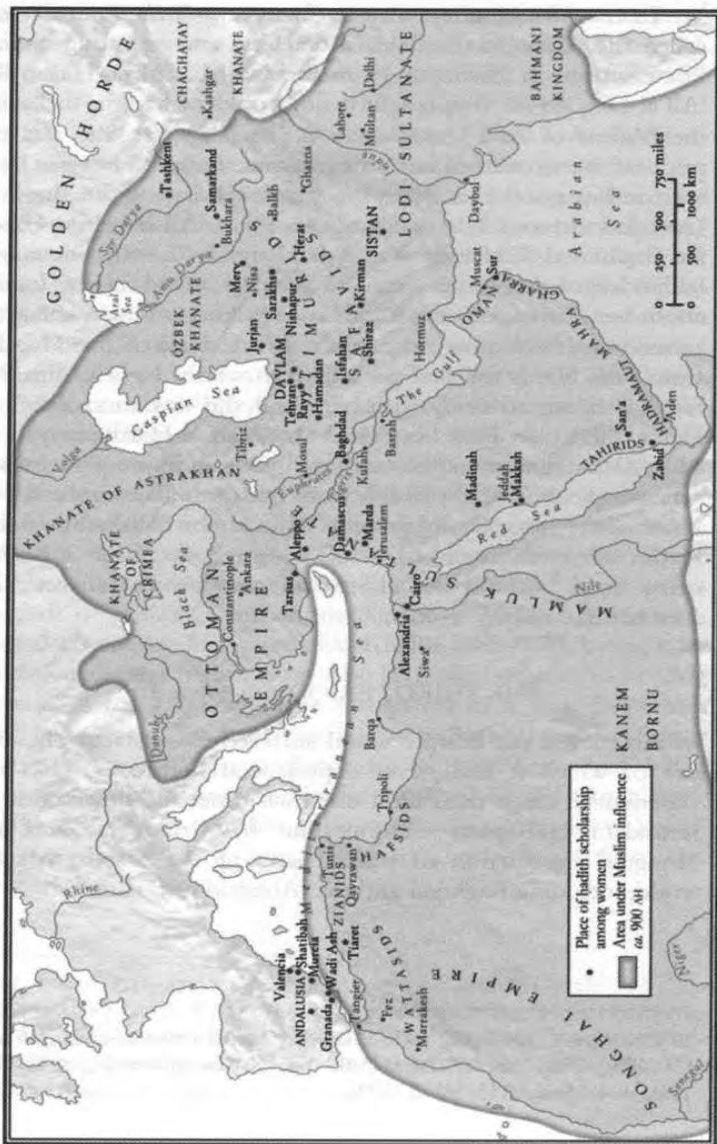 GOLDEN HORDE
CHAGHATAY
KHANATE
Kashgar
Tashkent
Syr Darya
Samarkand
Bukhara
Amu Darya
Aral
Sea
ÖZBEK
KHANATE
Balkh
Ghazna
Lahore
Multan
Delhi
Indus
LODI SULTANATE
BAHMANI
KINGDOM
Daybul
Arabian
Sea
Merv
Nisa
Sarakhs
Nishapur
Herat
TIMURIDS
SISTAN
Kirman
Jurjan
DAYLAM
Tehran
Rayy
Hamadan
Isfahan
Shiraz
SAFAVIDS
Caspian Sea
Volga
KHANATE OF ASTRAKHAN
Tibriz
Mosul
Euphrates
Tigris
Baghdad
Kufah
Basrah
The Gulf
Hormuz
OMAN
Muscat
Sur
MAHRA
GHARRAH
HADRAMAUT
Aden
San'a
TAHIRIDS
Zabid
Madinah
Jeddah
Makkah
Red Sea
KHANATE
OF
CRIMEA
Black Sea
Constantinople
Ankara
OTTOMAN
EMPIRE
Danube
Tarsus
Aleppo
Damascus
Marda
Jerusalem
MAMLUK SULTANATE
Nile
Cairo
Alexandria
Siwa
Barqa
Mediterranean Sea
Tripoli
HAFSIDS
Tunis
Qayrawan
ZIANIDS
Tiaret
Rhine
Valencia
Shatibah
Murcia
ANDALUSIA
Wadi Ash
Granada
Tangier
Fez
WATTASIDS
Marrakesh
SONGHAI EMPIRE
Niger
Senegal
KANEM
BORNU
Place of hadith scholarship
among women
Area under Muslim influence
ca. 900 AH
0 250 500 750 miles
0 500 1000 km